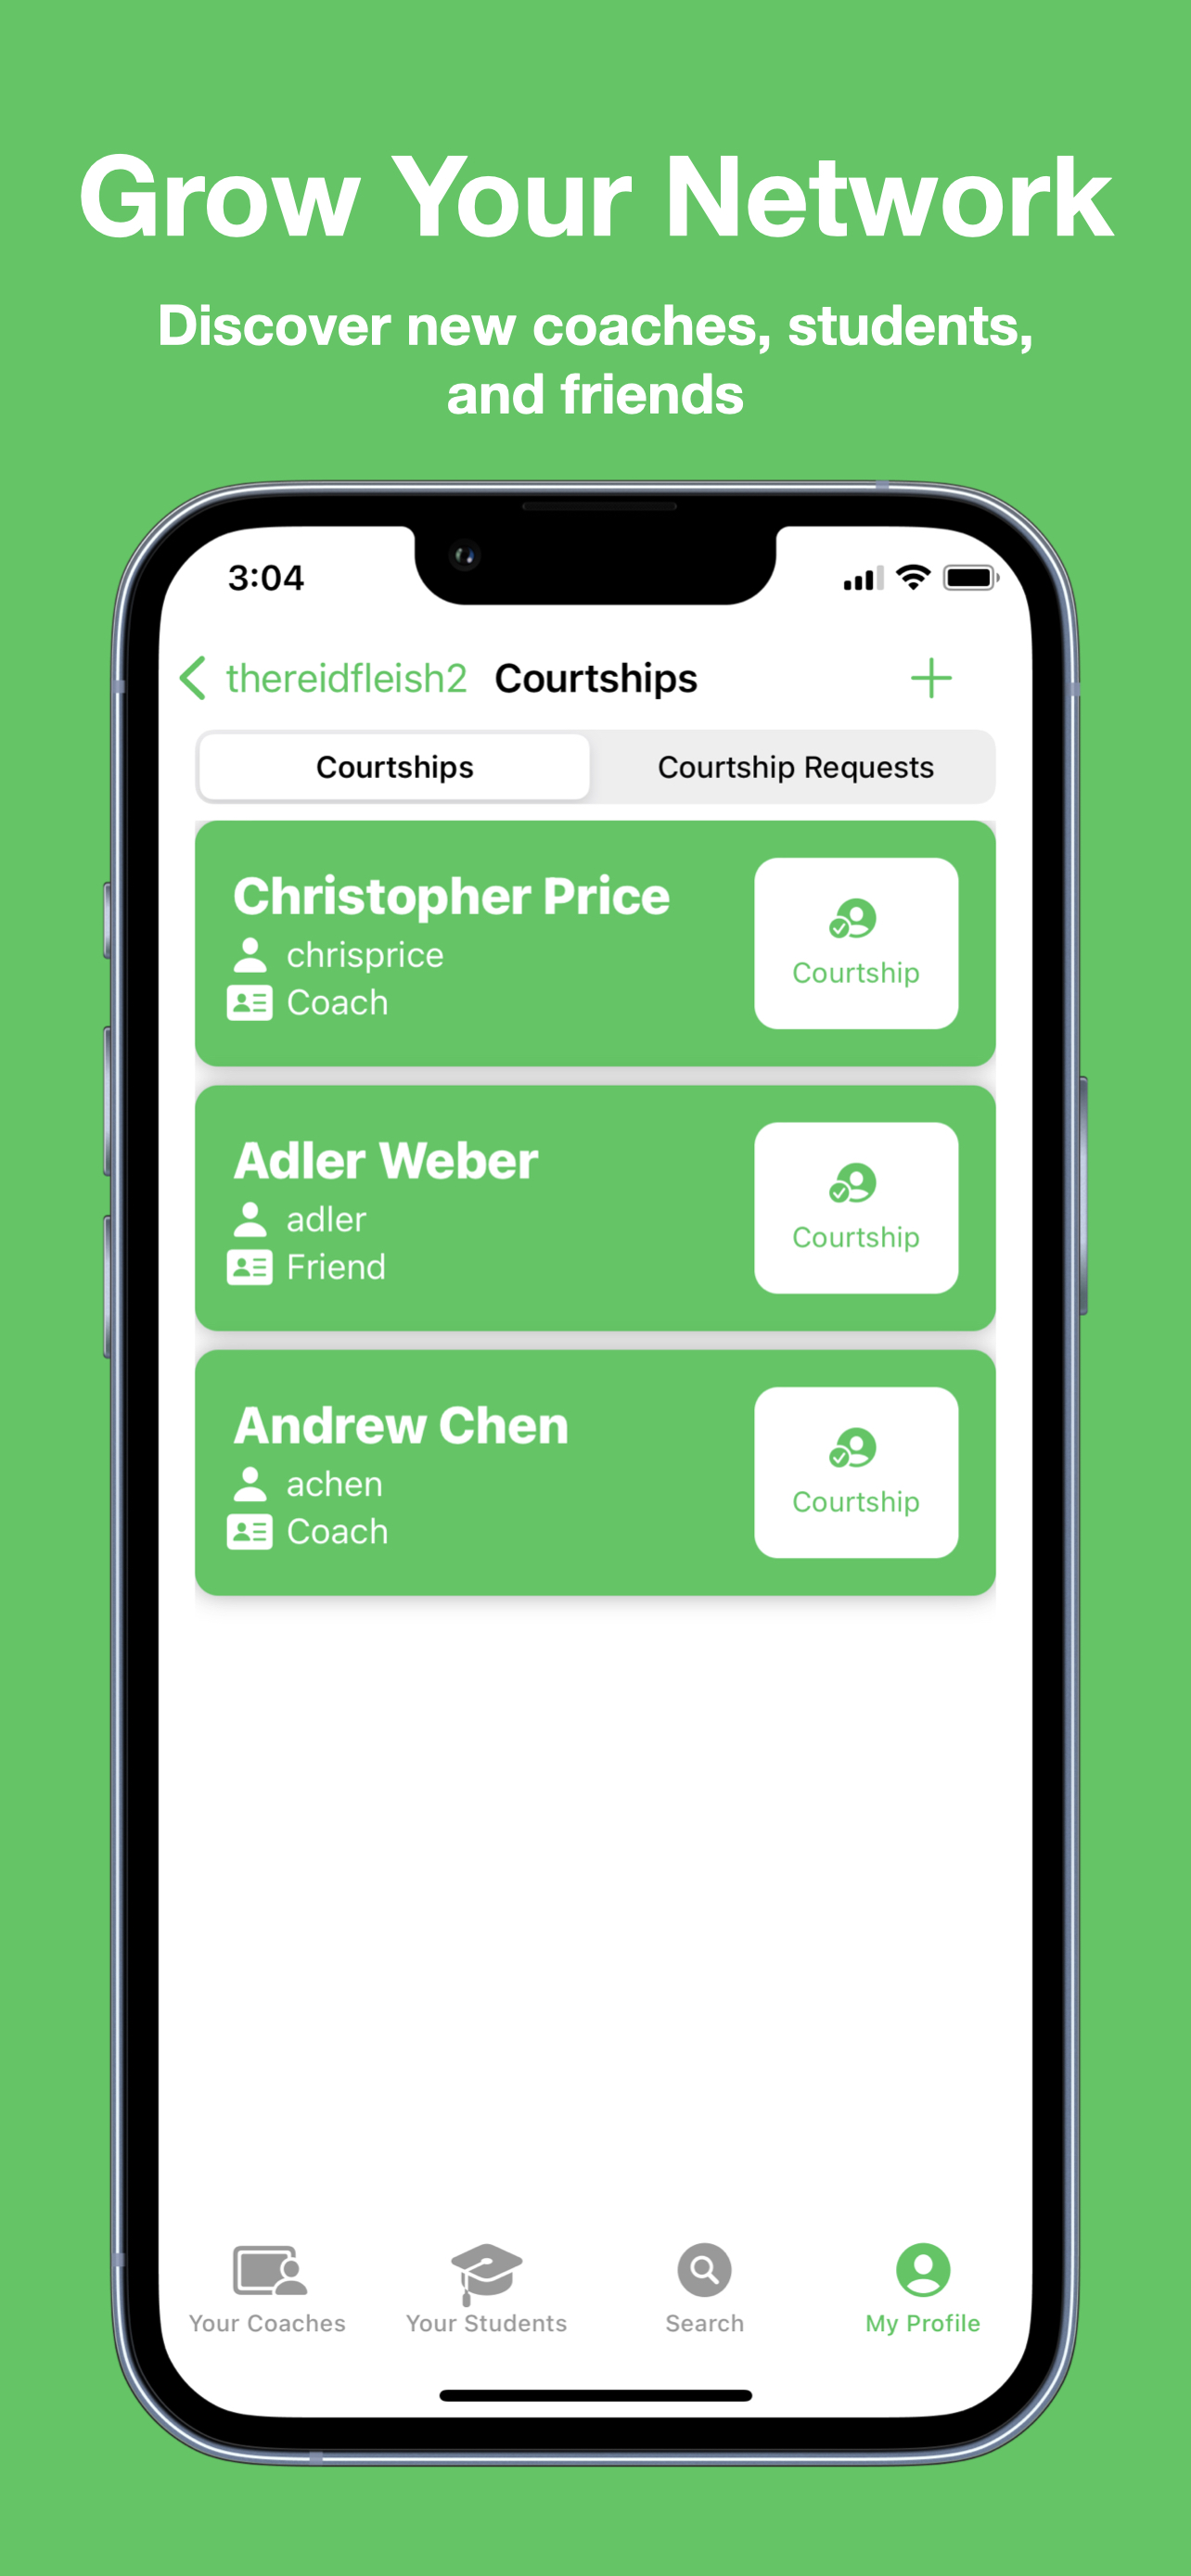 Grow Your Network
Discover new coaches, students,
and friends
3:04
thereidfleish2 Courtships
Courtships Courtship Requests
Christopher Price
chrisprice
Coach
Courtship
Adler Weber
adler
Friend
Courtship
Andrew Chen
achen
Coach
Courtship
Your Coaches Your Students Search My Profile